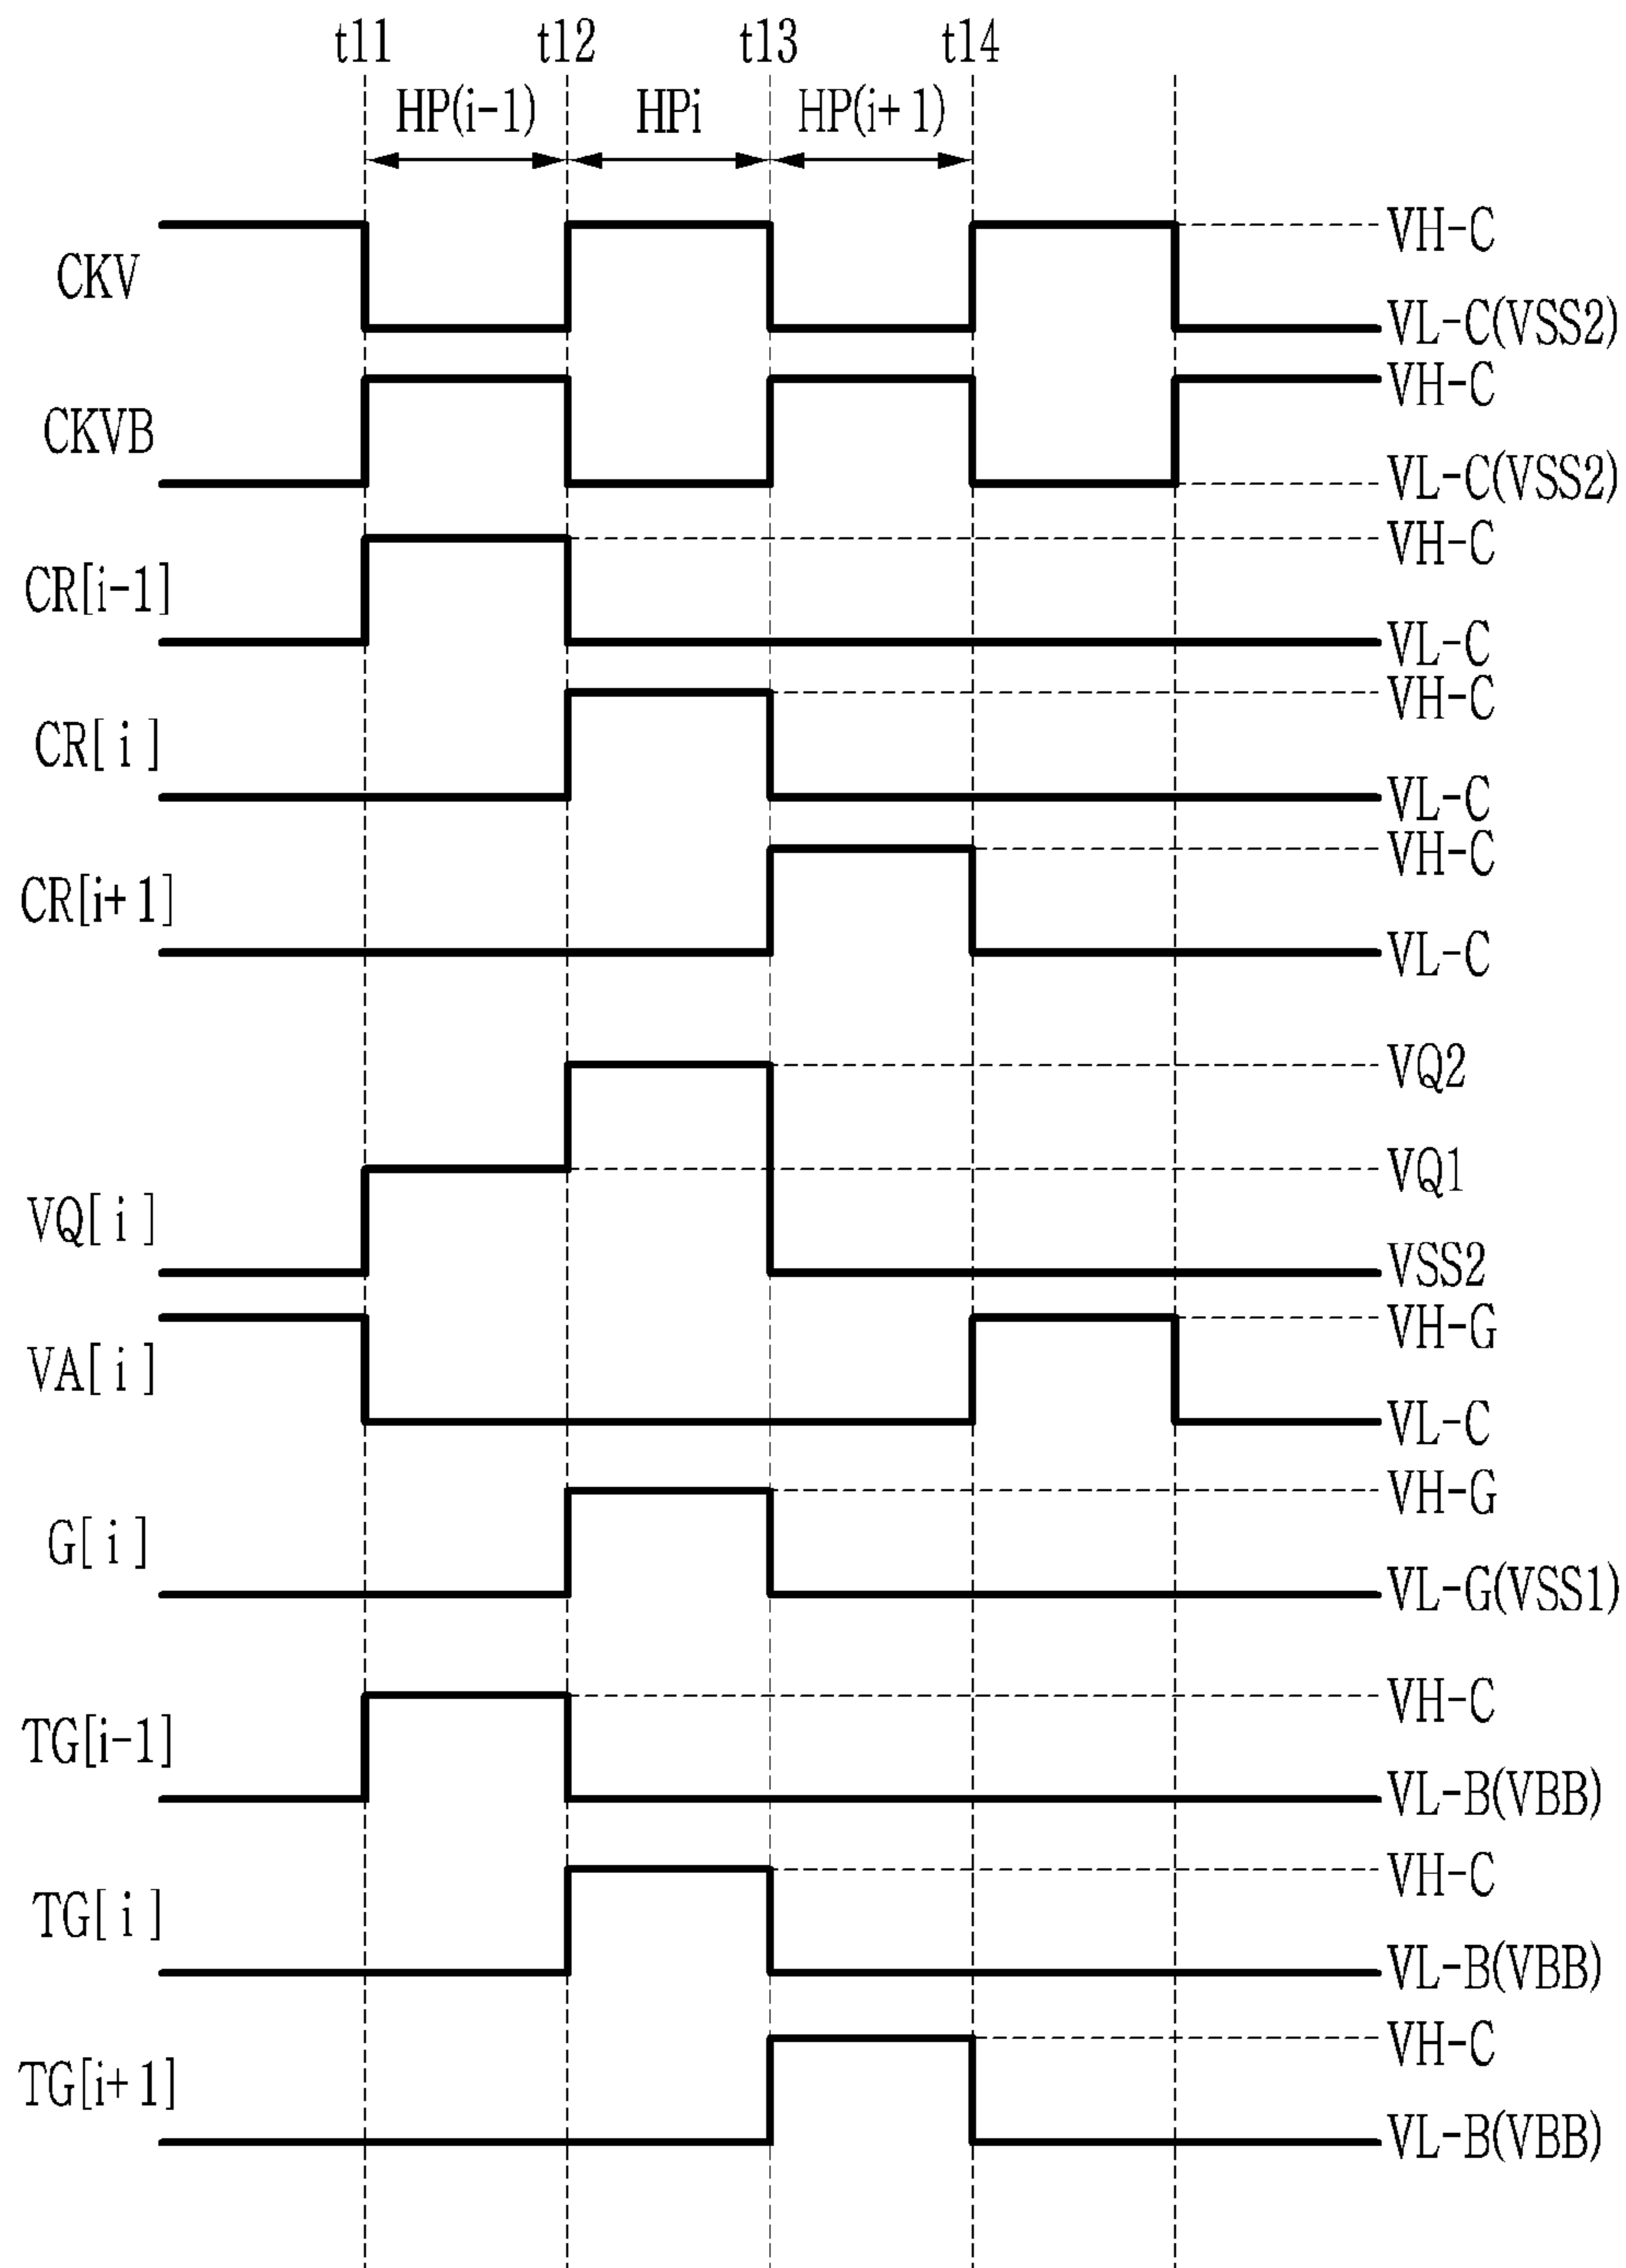 t11 t12 t13 t14
HP(i-1) HPi HP(i+1)
CKV
VH-C
VL-C(VSS2)
CKVB
VH-C
VL-C(VSS2)
CR[i-1]
VH-C
VL-C
CR[i]
VH-C
VL-C
CR[i+1]
VH-C
VL-C
VQ[i]
VQ2
VQ1
VSS2
VA[i]
VH-G
VL-C
G[i]
VH-G
VL-G(VSS1)
TG[i-1]
VH-C
VL-B(VBB)
TG[i]
VH-C
VL-B(VBB)
TG[i+1]
VH-C
VL-B(VBB)